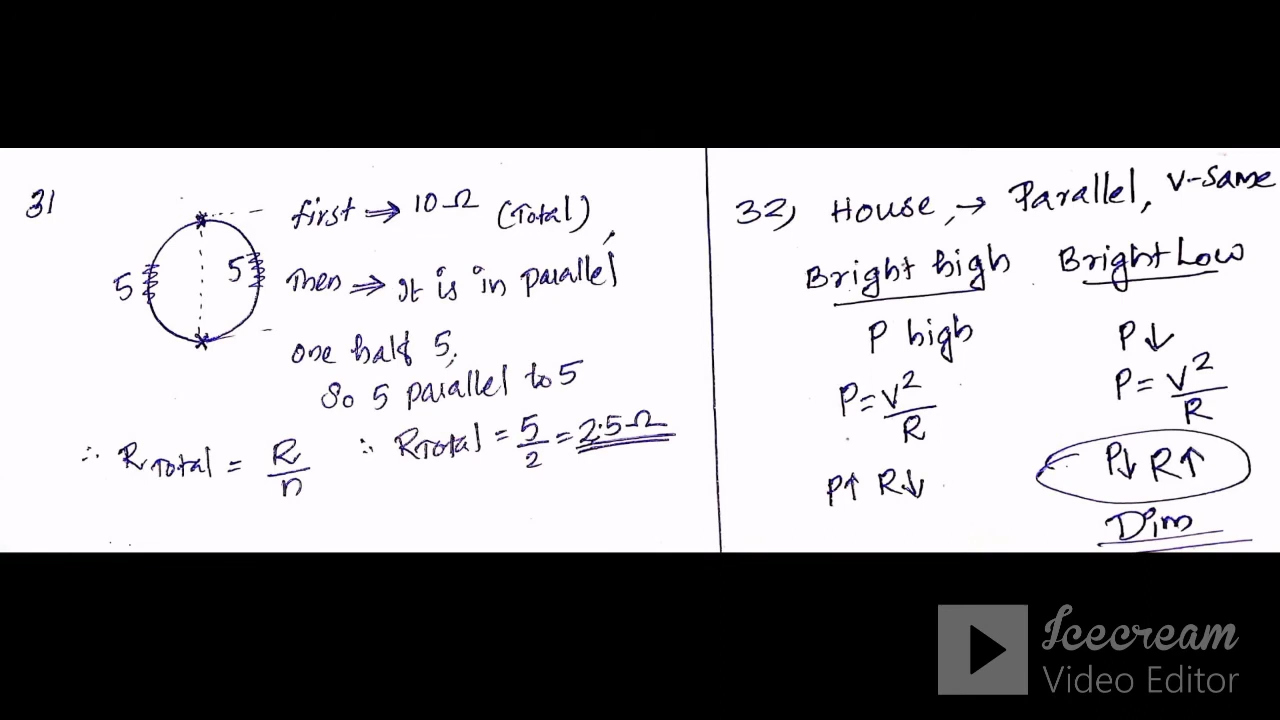 31
first ⇒ 10Ω (Total),
5
5
Then ⇒ It is in parallel
one half 5,
So 5 parallel to 5
∴ RTotal = R/n
∴ RTotal = 5/2 = 2.5Ω
32) House, → Parallel, V-Same
Bright high
Bright Low
P high
P↓
P = V²/R
P = V²/R
P↑ R↓
P↓ R↑
Dim
Icecream
Video Editor